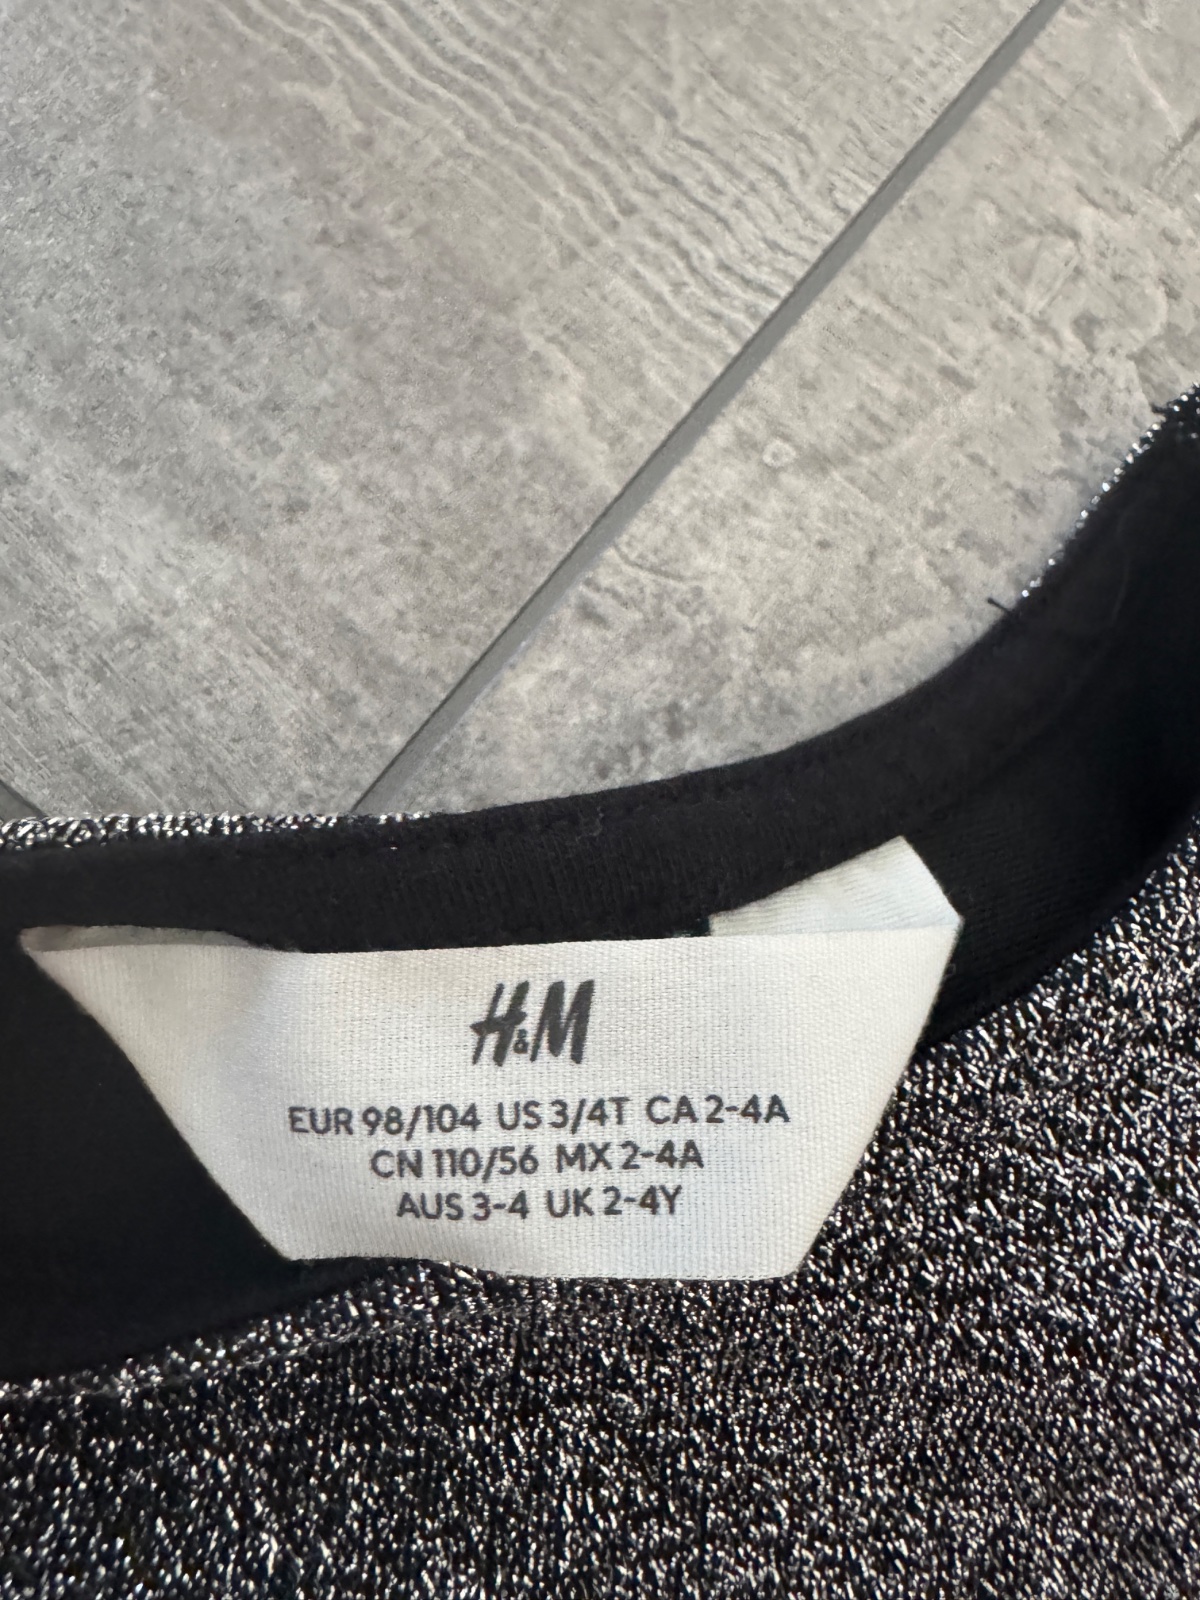 H&M
EUR 98/104 US 3/4T CA 2-4A
CN 110/56 MX 2-4A
AUS 3-4 UK 2-4Y